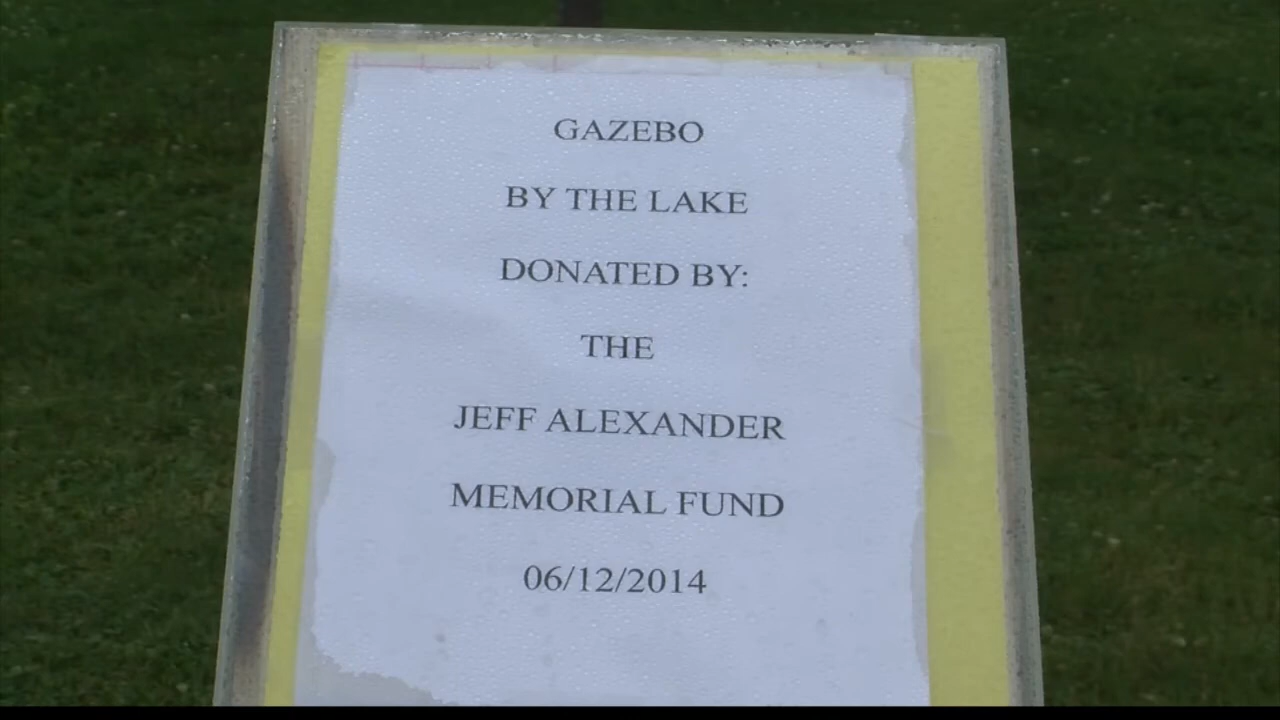 GAZEBO
BY THE LAKE
DONATED BY:
THE
JEFF ALEXANDER
MEMORIAL FUND
06/12/2014